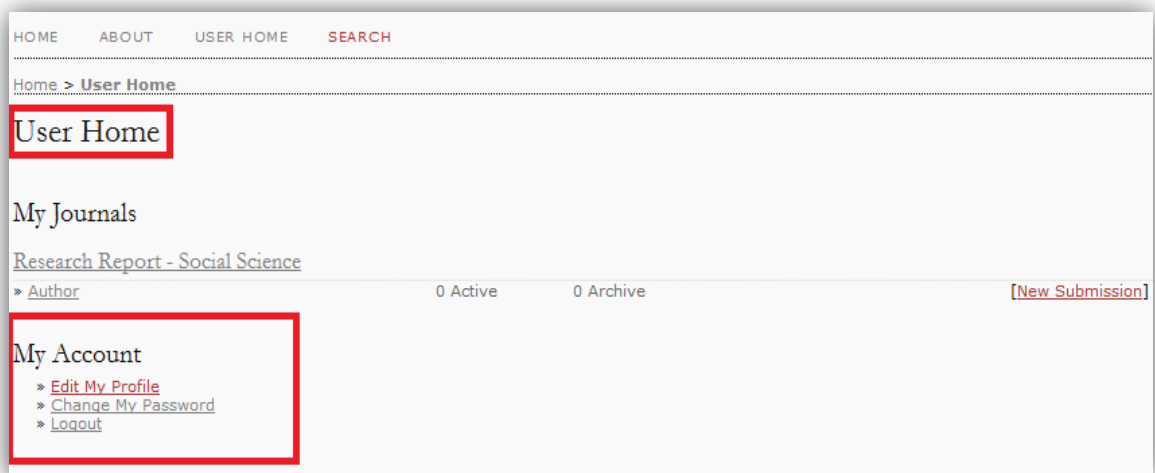 HOME ABOUT USER HOME SEARCH
Home > User Home
User Home
My Journals
Research Report - Social Science
» Author 0 Active 0 Archive [New Submission]
My Account
» Edit My Profile
» Change My Password
» Logout